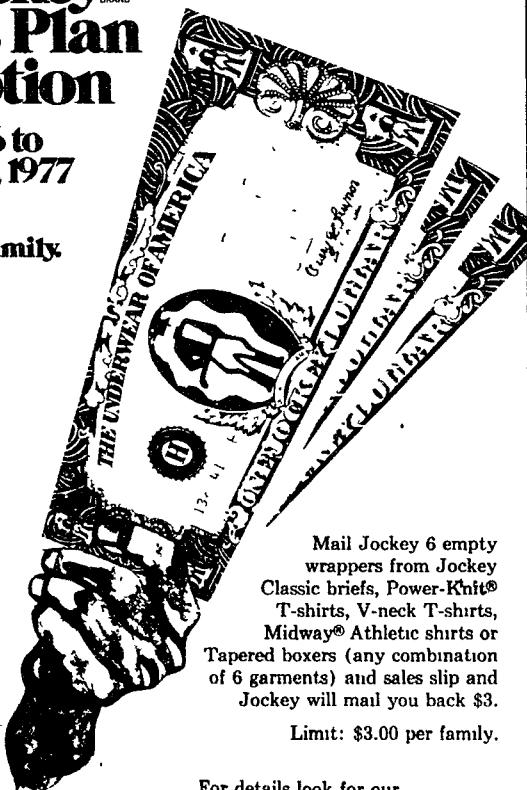 BRAND
Plan
tion
to
, 1977
mily.
THE UNDERWEAR OF AMERICA
H
Mail Jockey 6 empty
wrappers from Jockey
Classic briefs, Power-Knit®
T-shirts, V-neck T-shirts,
Midway® Athletic shirts or
Tapered boxers (any combination
of 6 garments) and sales slip and
Jockey will mail you back $3.
Limit: $3.00 per family.
For details look for our